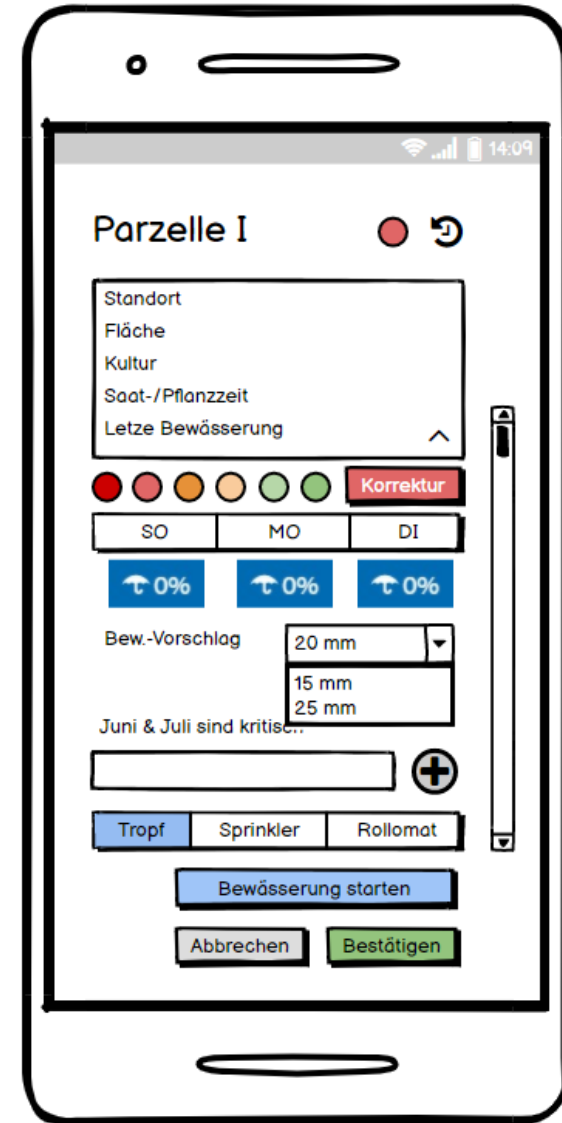 14:09
Parzelle I
Standort
Fläche
Kultur
Saat-/Pflanzzeit
Letze Bewässerung
Korrektur
SO MO DI
0% 0% 0%
Bew.-Vorschlag 20 mm
15 mm
25 mm
Juni & Juli sind kritisch
Tropf Sprinkler Rollomat
Bewässerung starten
Abbrechen Bestätigen